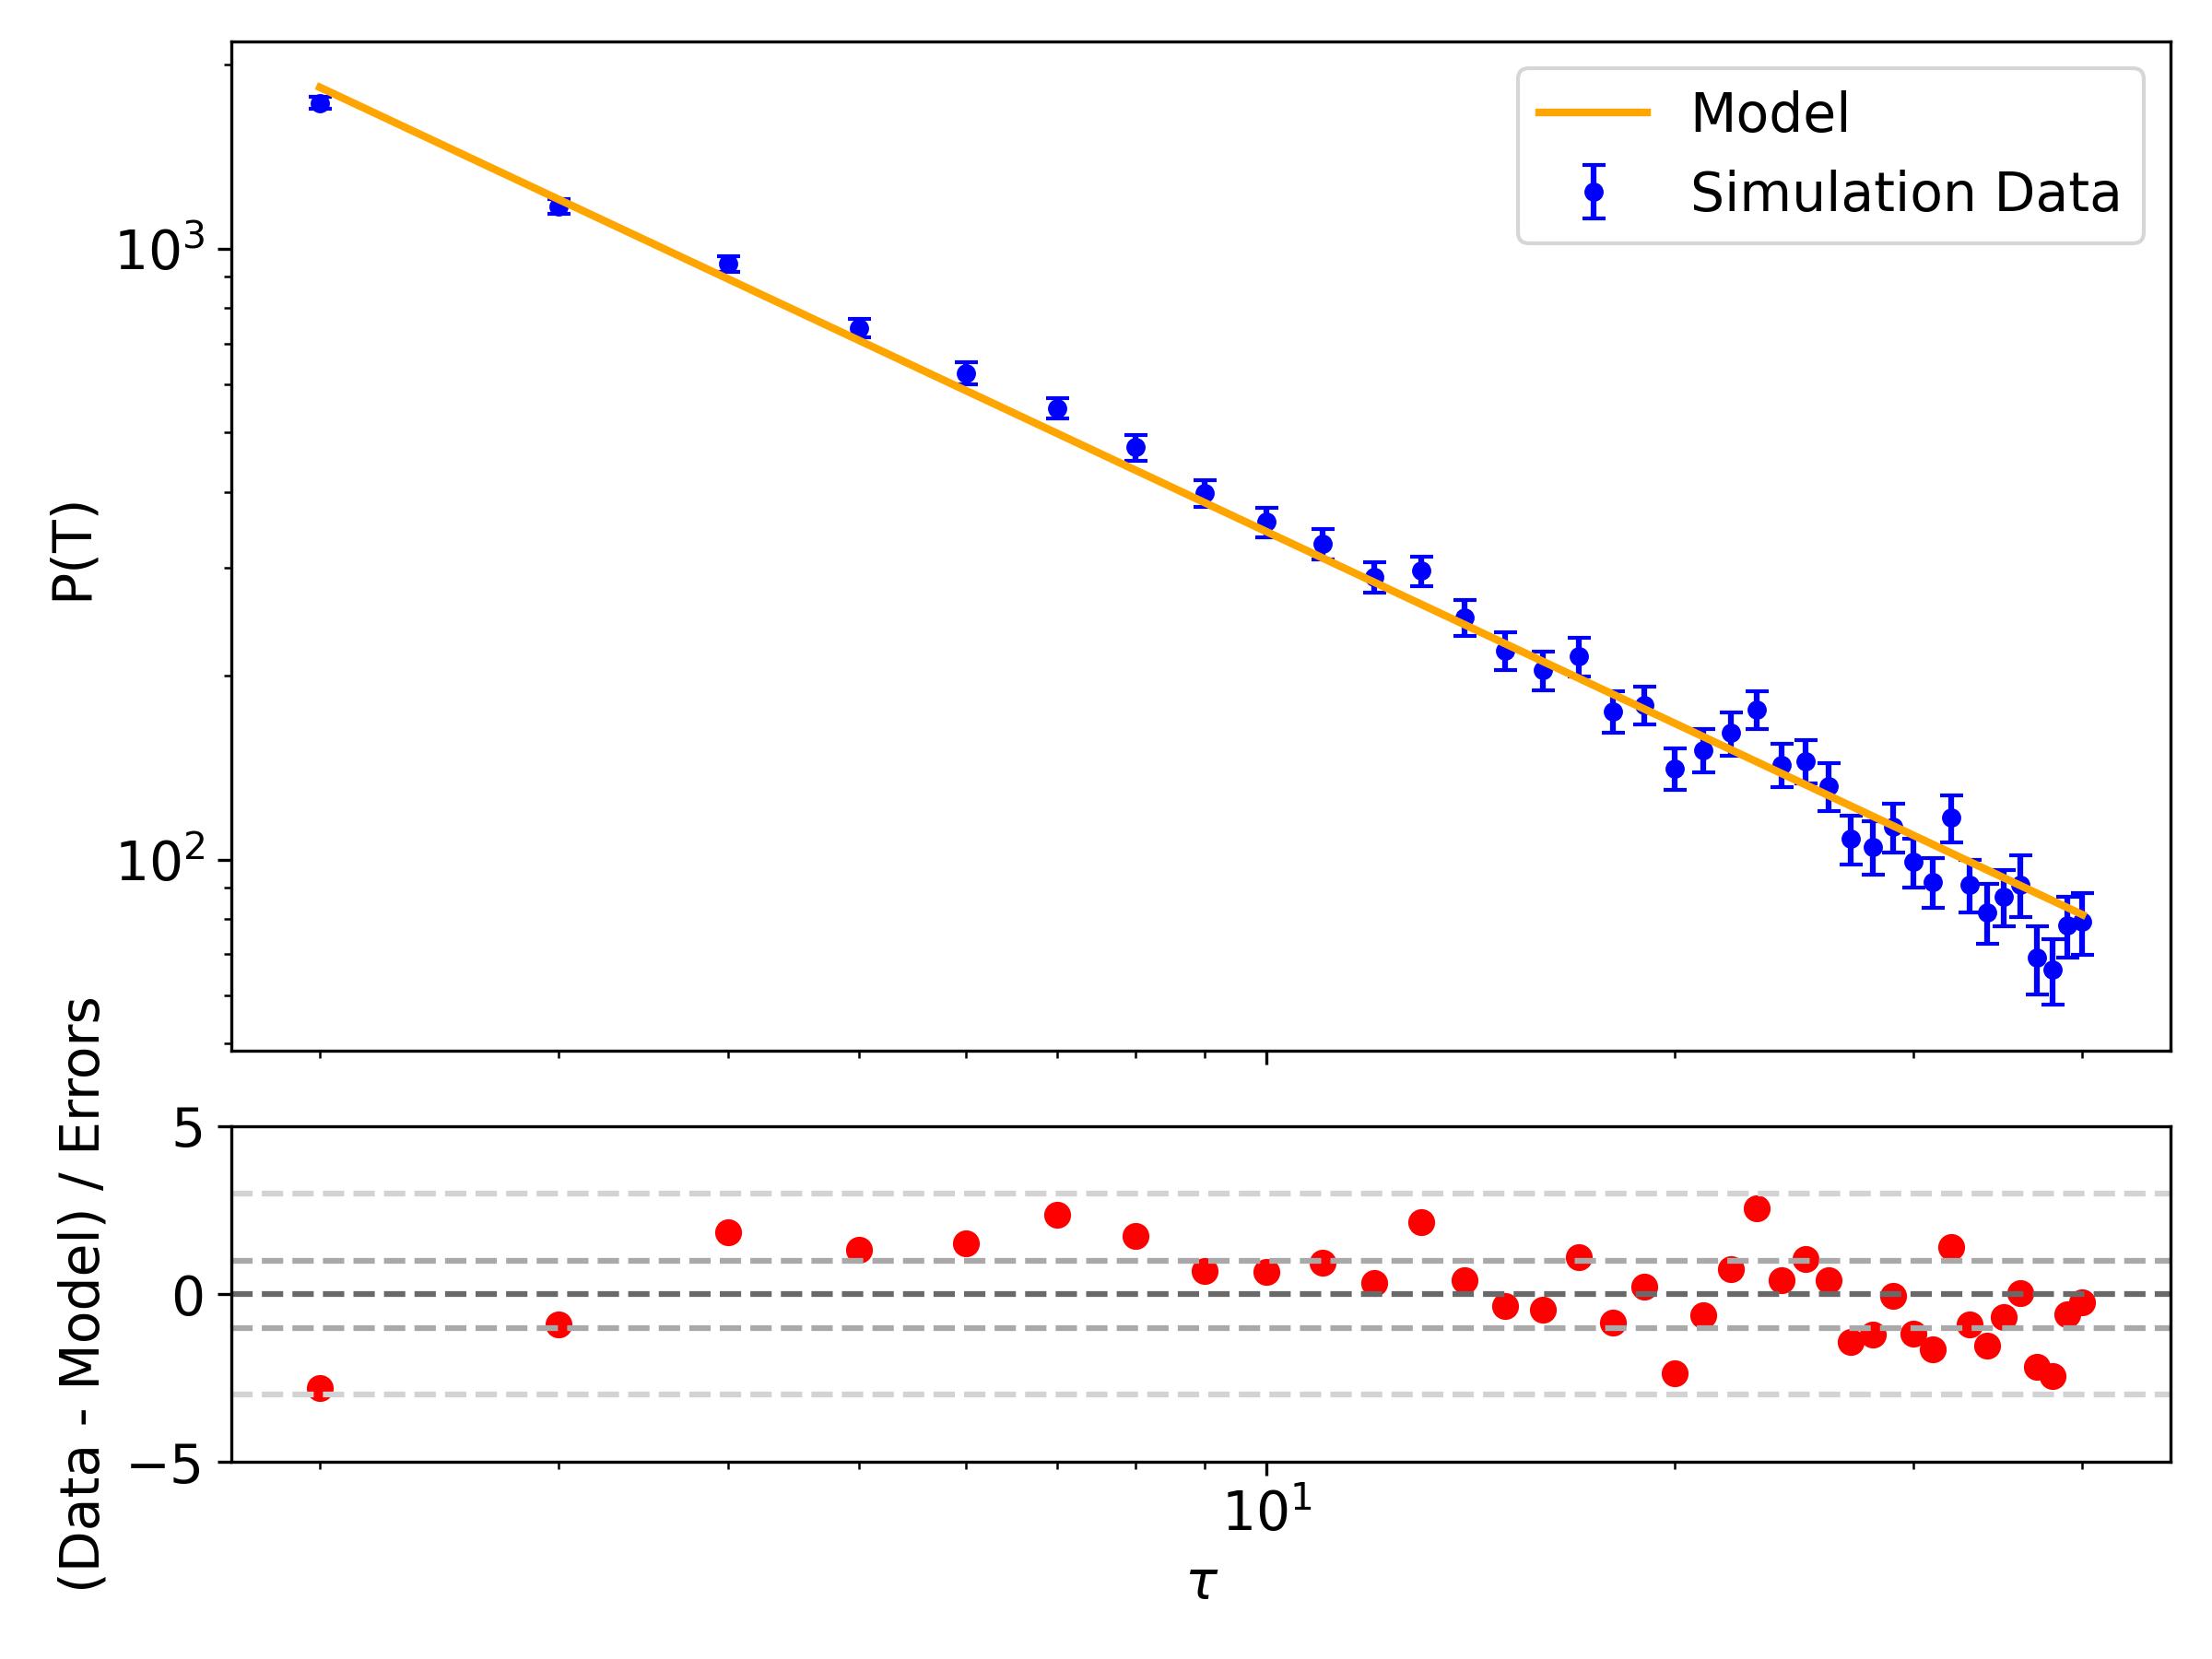 Model
Simulation Data
P(T)
10³
10²
(Data - Model) / Errors
5
0
−5
10¹
τ